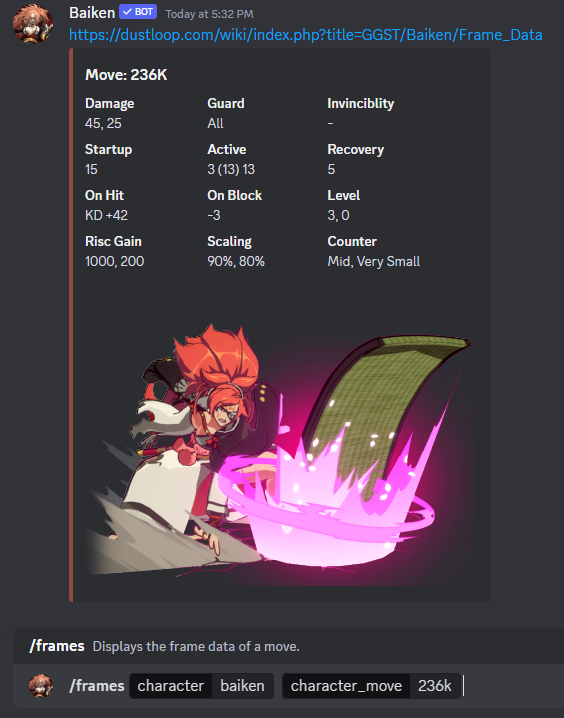 Baiken BOT Today at 5:32 PM
https://dustloop.com/wiki/index.php?title=GGST/Baiken/Frame_Data
Move: 236K
Damage Guard Invinciblity
45, 25 All -
Startup Active Recovery
15 3 (13) 13 5
On Hit On Block Level
KD +42 -3 3, 0
Risc Gain Scaling Counter
1000, 200 90%, 80% Mid, Very Small
/frames Displays the frame data of a move.
/frames character baiken character_move 236k